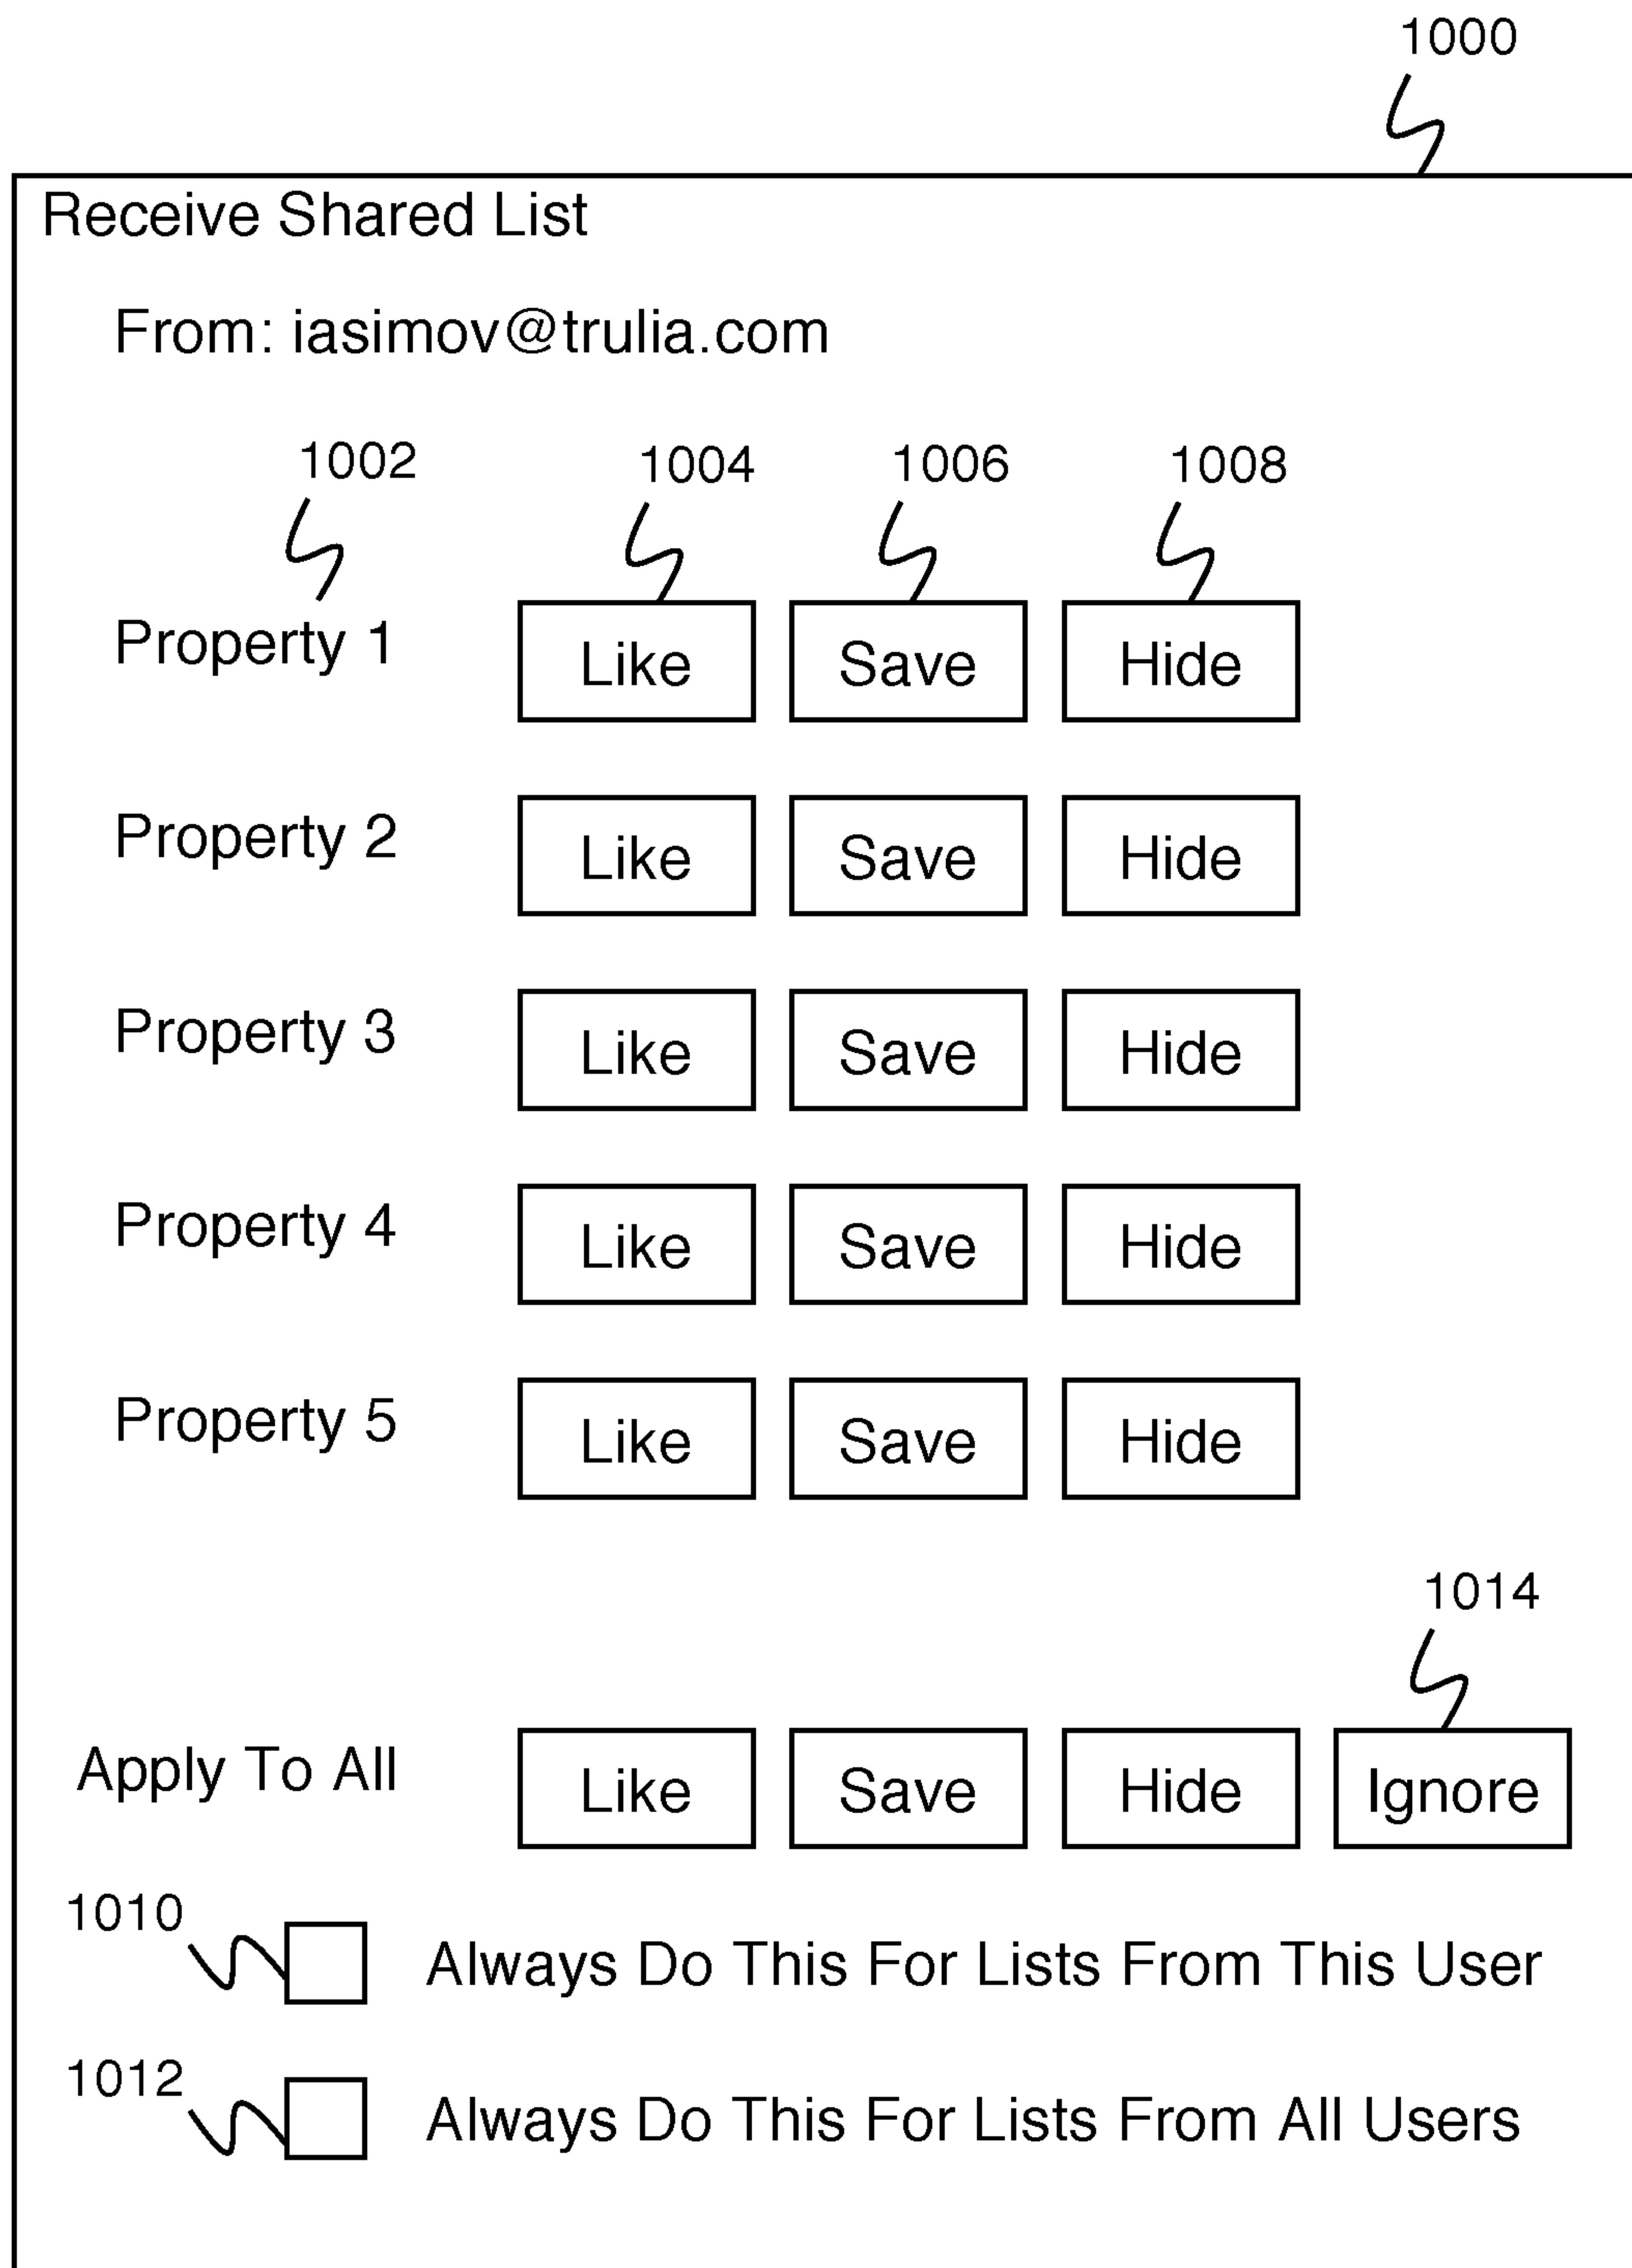 1000
Receive Shared List
From: iasimov@trulia.com
1002 1004 1006 1008
Property 1 Like Save Hide
Property 2 Like Save Hide
Property 3 Like Save Hide
Property 4 Like Save Hide
Property 5 Like Save Hide
1014
Apply To All Like Save Hide Ignore
1010
Always Do This For Lists From This User
1012
Always Do This For Lists From All Users